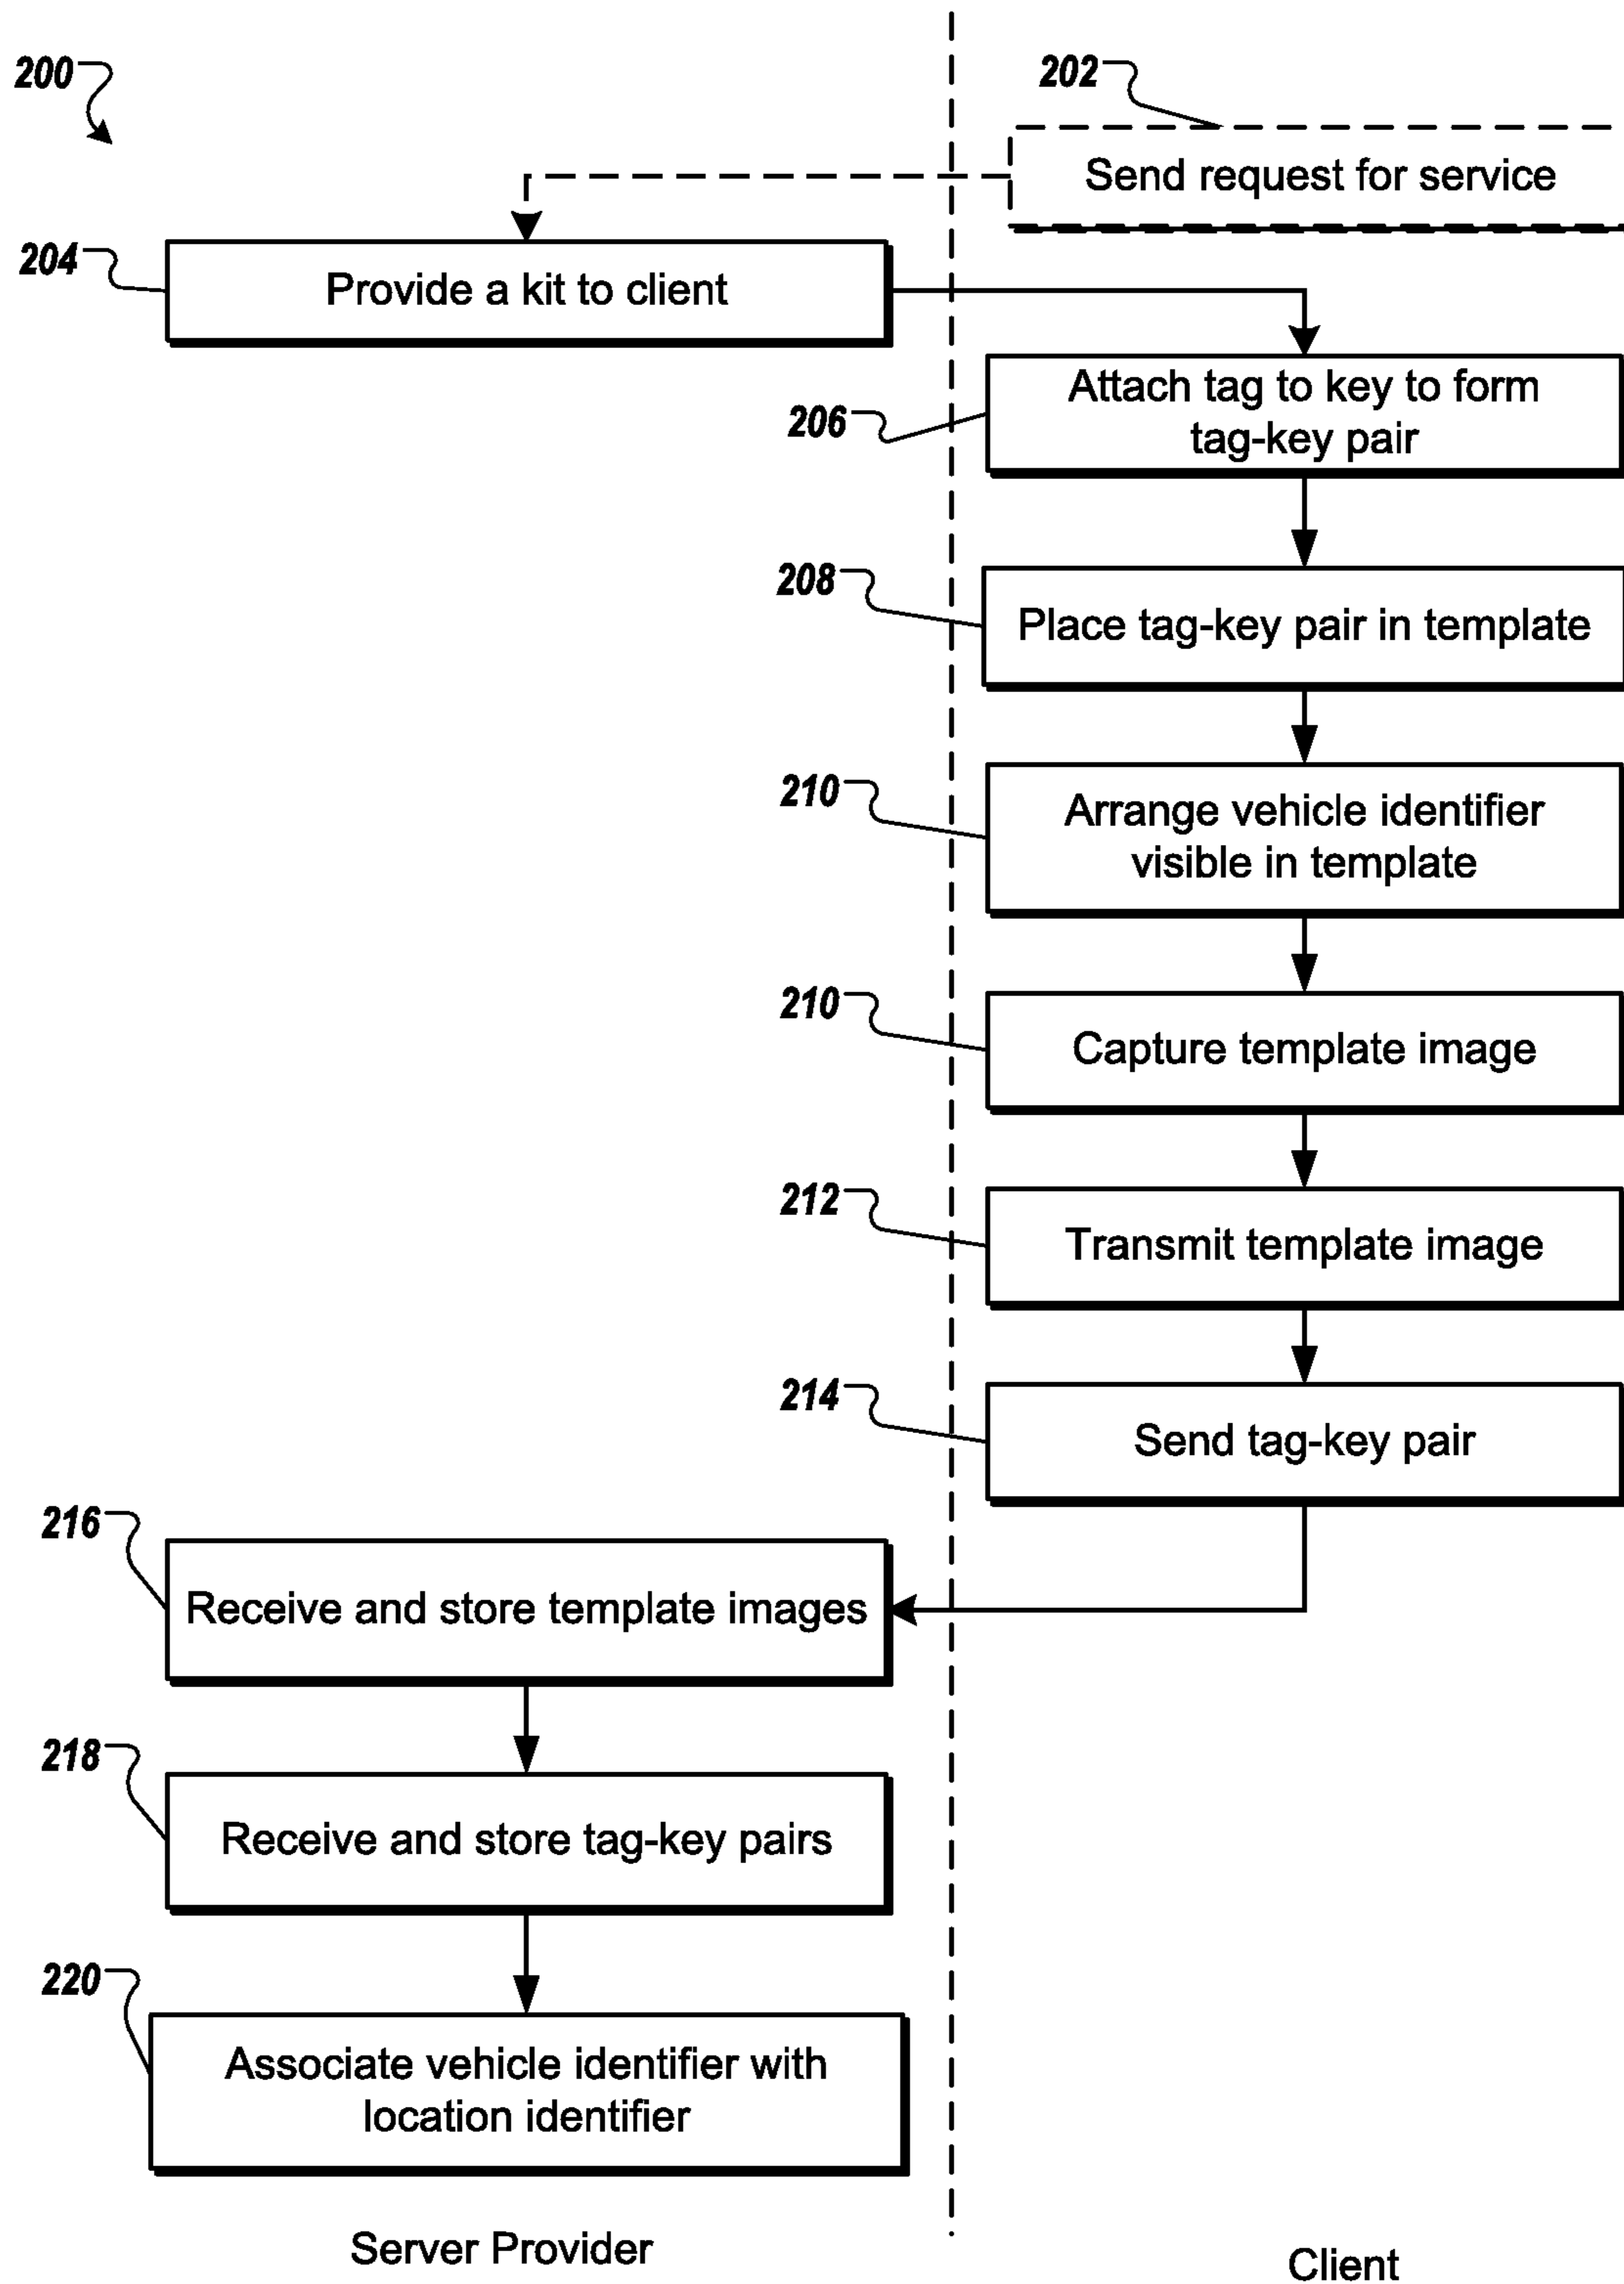 200
202
Send request for service
204
Provide a kit to client
206
Attach tag to key to form
tag-key pair
208
Place tag-key pair in template
210
Arrange vehicle identifier
visible in template
210
Capture template image
212
Transmit template image
214
Send tag-key pair
216
Receive and store template images
218
Receive and store tag-key pairs
220
Associate vehicle identifier with
location identifier
Server Provider
Client